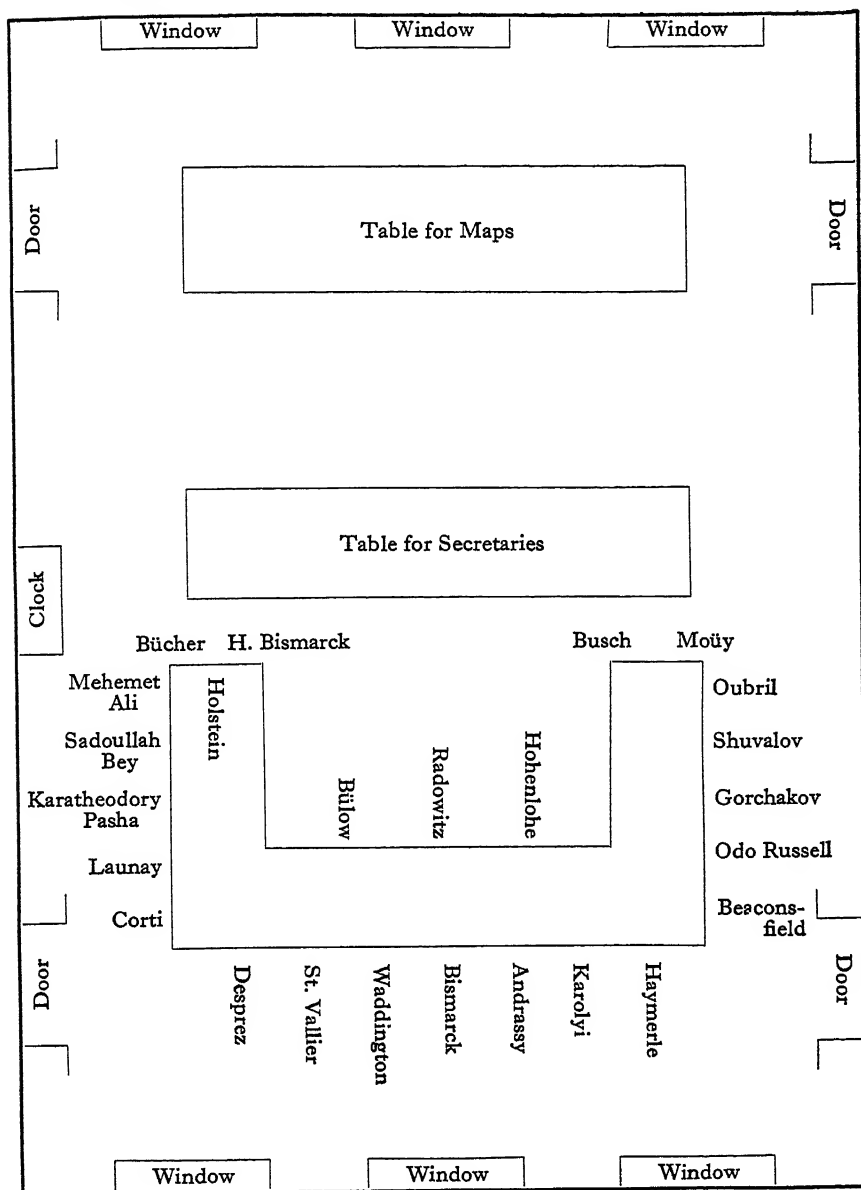 Window
Window
Window
Door
Door
Table for Maps
Table for Secretaries
Clock
Bücher
H. Bismarck
Busch
Moüy
Mehemet
Ali
Holstein
Oubril
Sadoullah
Bey
Shuvalov
Bülow
Radowitz
Hohenlohe
Karatheodory
Pasha
Gorchakov
Launay
Odo Russell
Corti
Beacons-
field
Door
Desprez
St. Vallier
Waddington
Bismarck
Andrassy
Karolyi
Haymerle
Door
Window
Window
Window